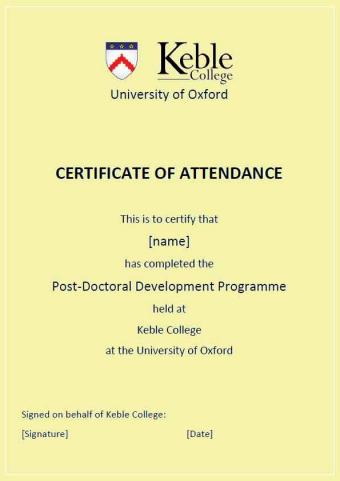 Keble
College
University of Oxford
CERTIFICATE OF ATTENDANCE
This is to certify that
[name]
has completed the
Post-Doctoral Development Programme
held at
Keble College
at the University of Oxford
Signed on behalf of Keble College:
[Signature] [Date]